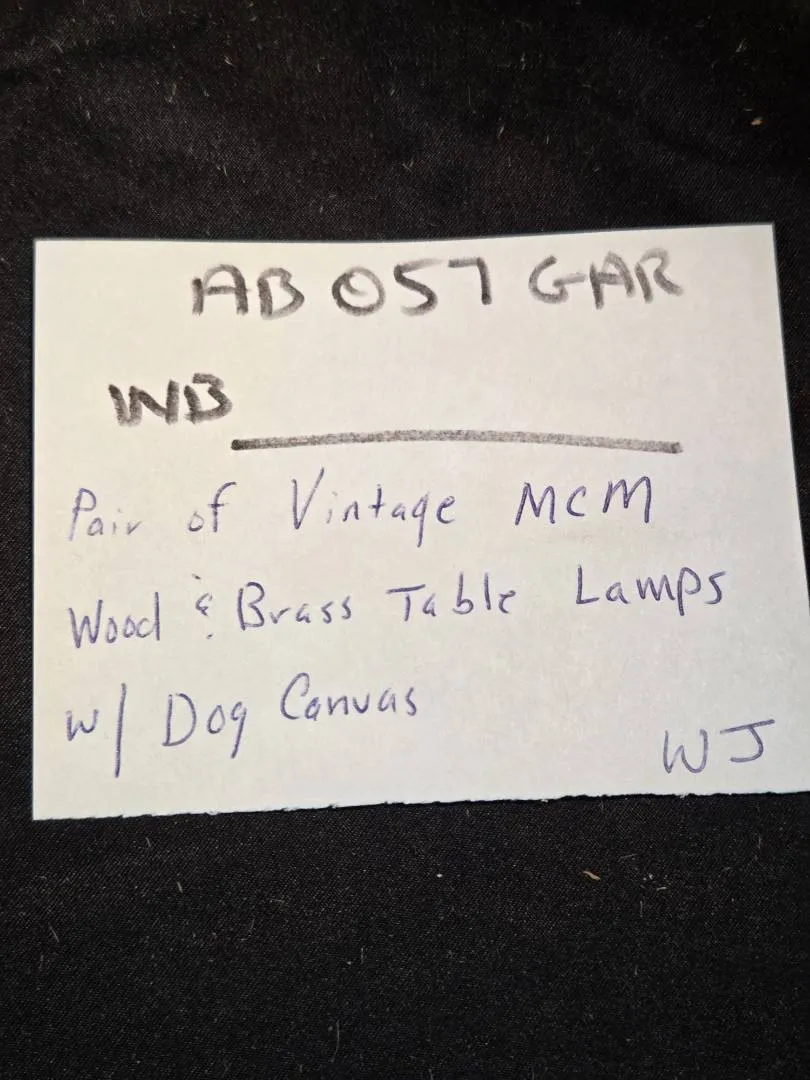 AB 057 GAR
WB
Pair of Vintage MCM
Wood & Brass Table Lamps
w/ Dog Canvas
WJ